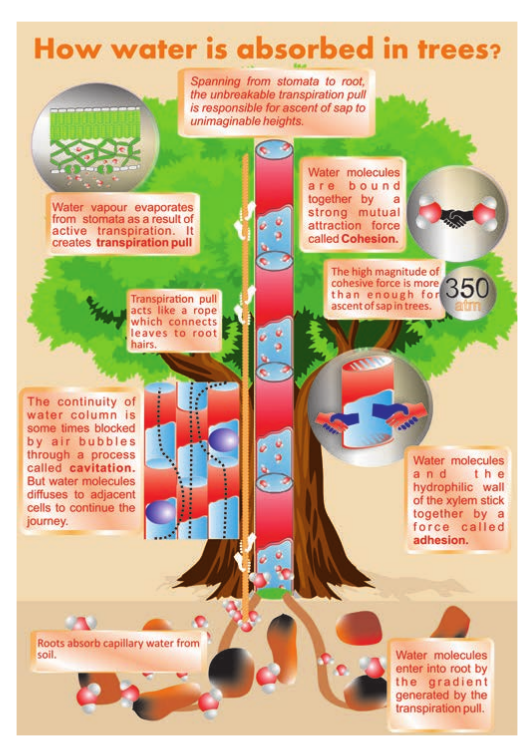 How water is absorbed in trees?
Spanning from stomata to root,
the unbreakable transpiration pull
is responsible for ascent of sap to
unimaginable heights.
Water vapour evaporates
from stomata as a result of
active transpiration. It
creates transpiration pull
Water molecules
are bound
together by a
strong mutual
attraction force
called Cohesion.
The high magnitude of
cohesive force is more
than enough for
ascent of sap in trees.
350
atm
Transpiration pull
acts like a rope
which connects
leaves to root
hairs.
The continuity of
water column is
some times blocked
by air bubbles
through a process
called cavitation.
But water molecules
diffuses to adjacent
cells to continue the
journey.
Water molecules
and the
hydrophilic wall
of the xylem stick
together by a
force called
adhesion.
Roots absorb capillary water from
soil.
Water molecules
enter into root by
the gradient
generated by the
transpiration pull.